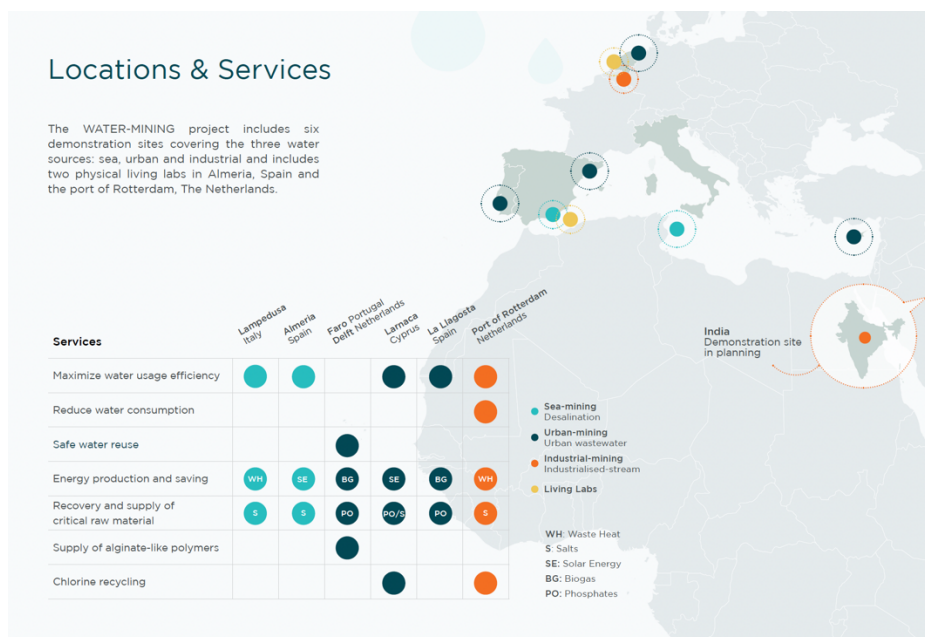 Locations & Services
The WATER-MINING project includes six
demonstration sites covering the three water
sources: sea, urban and industrial and includes
two physical living labs in Almeria, Spain and
the port of Rotterdam, The Netherlands.
India
Demonstration site
in planning
Services
Lampedusa
Italy
Almeria
Spain
Faro Portugal
Delft Netherlands
Larnaca
Cyprus
La Llagosta
Spain
Port of Rotterdam
Netherlands
Maximize water usage efficiency
Reduce water consumption
Safe water reuse
Energy production and saving WH SE BG SE BG WH
Recovery and supply of
critical raw material S S PO PO/S PO S
Supply of alginate-like polymers
Chlorine recycling
Sea-mining
Desalination
Urban-mining
Urban wastewater
Industrial-mining
Industrialised-stream
Living Labs
WH: Waste Heat
S: Salts
SE: Solar Energy
BG: Biogas
PO: Phosphates